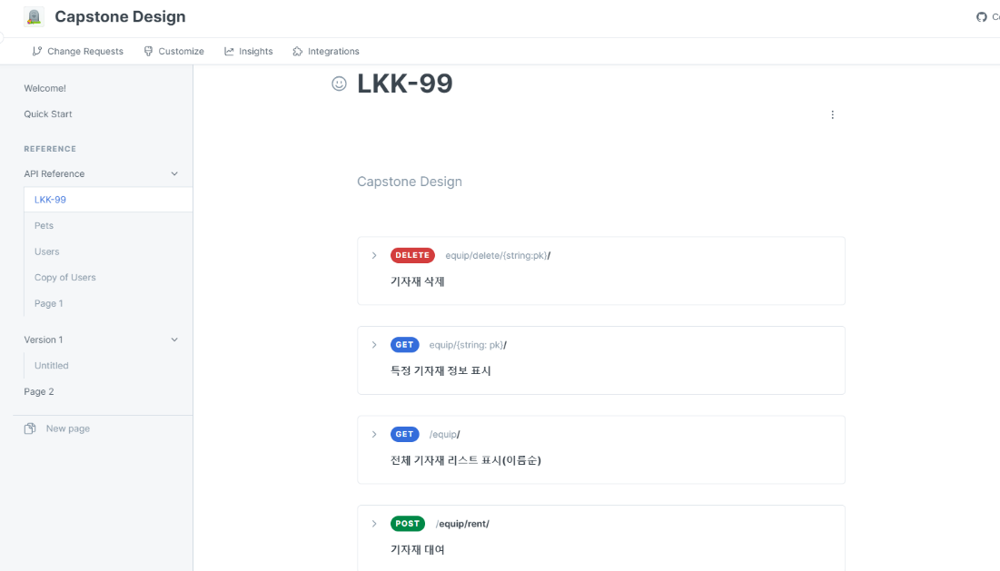 Capstone Design
Change Requests
Customize
Insights
Integrations
Welcome!
Quick Start
REFERENCE
API Reference
LKK-99
Pets
Users
Copy of Users
Page 1
Version 1
Untitled
Page 2
New page
LKK-99
Capstone Design
DELETE equip/delete/{string:pk}/
기자재 삭제
GET equip/{string: pk}/
특정 기자재 정보 표시
GET /equip/
전체 기자재 리스트 표시(이름순)
POST /equip/rent/
기자재 대여